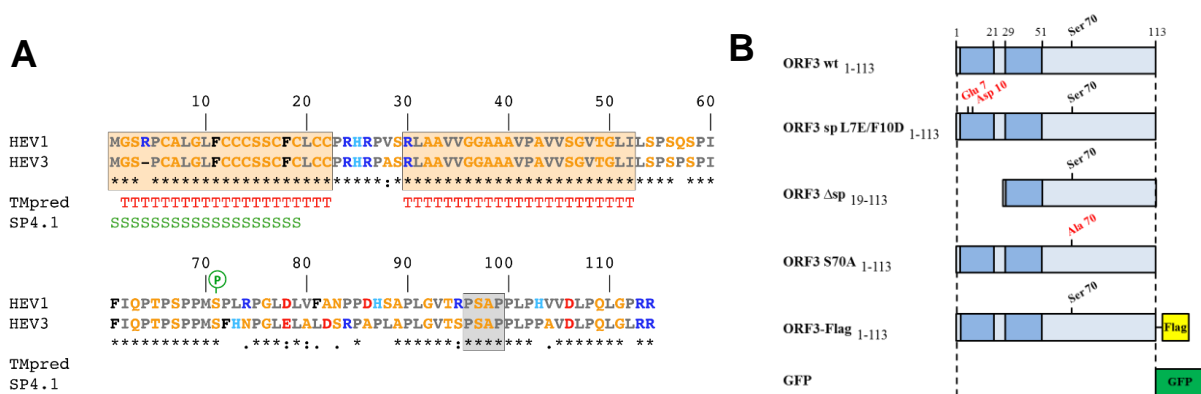 A
10 20 30 40 50 60
HEV1 MGSRPCALGLFCCCSSCFCLCCPRHRPVSRLAAVVGGAAAVPAVVSGVTGLILSPSQSPI
HEV3 MGS-PCALGLFCCCSSCFCLCCPRHRPASRLAAVVGGAAAVPAVVSGVTGLILSPSPSPI
*** ***********************:**************************** ***
TMpred TTTTTTTTTTTTTTTTTTTTT TTTTTTTTTTTTTTTTTTTTTTT
SP4.1 SSSSSSSSSSSSSSSSSSS
70 80 90 100 110
P
HEV1 FIQPTPSPPMSPLRPGLDLVFANPPDHSAPLGVTRPSAPPLPHVVDLPQLGPRR
HEV3 FIQPTPSPPMSFHNPGLELALDSRPAPLAPLGVTSPSAPPLPPAVDLPQLGLRR
*********** .***:*:. . * *******.******* .******* **
TMpred
SP4.1
B
1 21 29 51 Ser 70 113
ORF3 wt 1-113
Glu 7 Asp 10 Ser 70
ORF3 sp L7E/F10D 1-113
Ser 70
ORF3 Δsp 19-113
Ala 70
ORF3 S70A 1-113
Ser 70
ORF3-Flag 1-113 Flag
GFP GFP